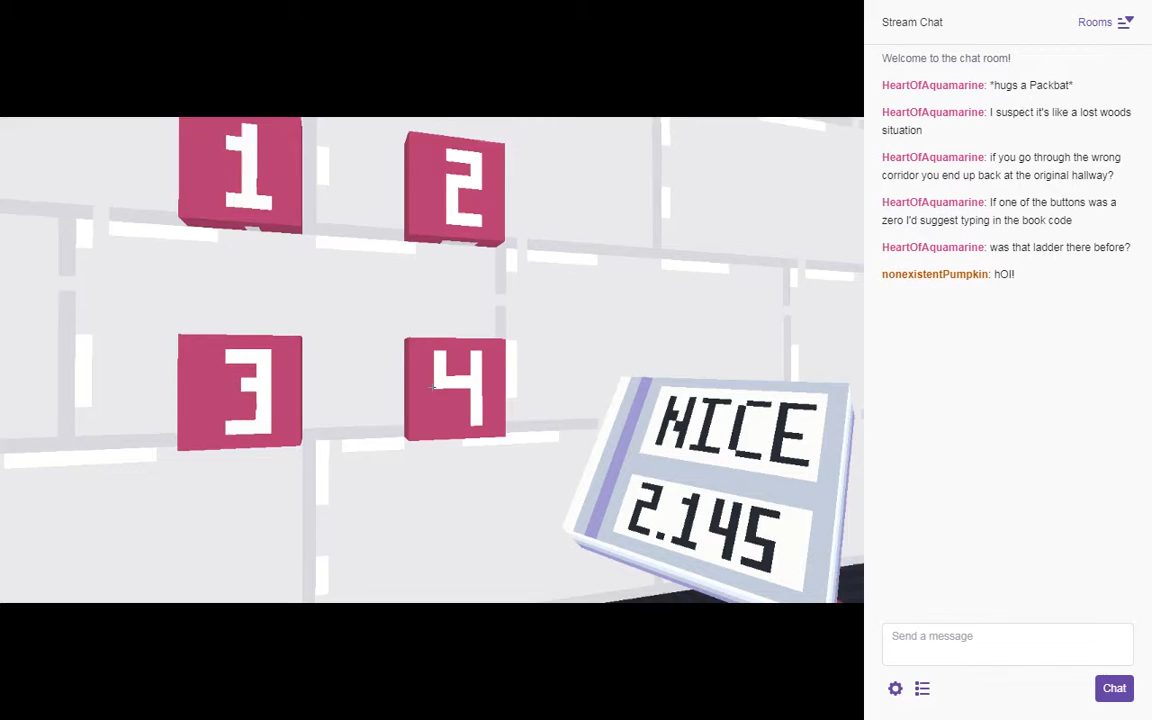 1 2
3 4
NICE
2.145
Stream Chat
Rooms
Welcome to the chat room!
HeartOfAquamarine: *hugs a Packbat*
HeartOfAquamarine: I suspect it's like a lost woods
situation
HeartOfAquamarine: if you go through the wrong
corridor you end up back at the original hallway?
HeartOfAquamarine: If one of the buttons was a
zero I'd suggest typing in the book code
HeartOfAquamarine: was that ladder there before?
nonexistentPumpkin: hOI!
Send a message
Chat